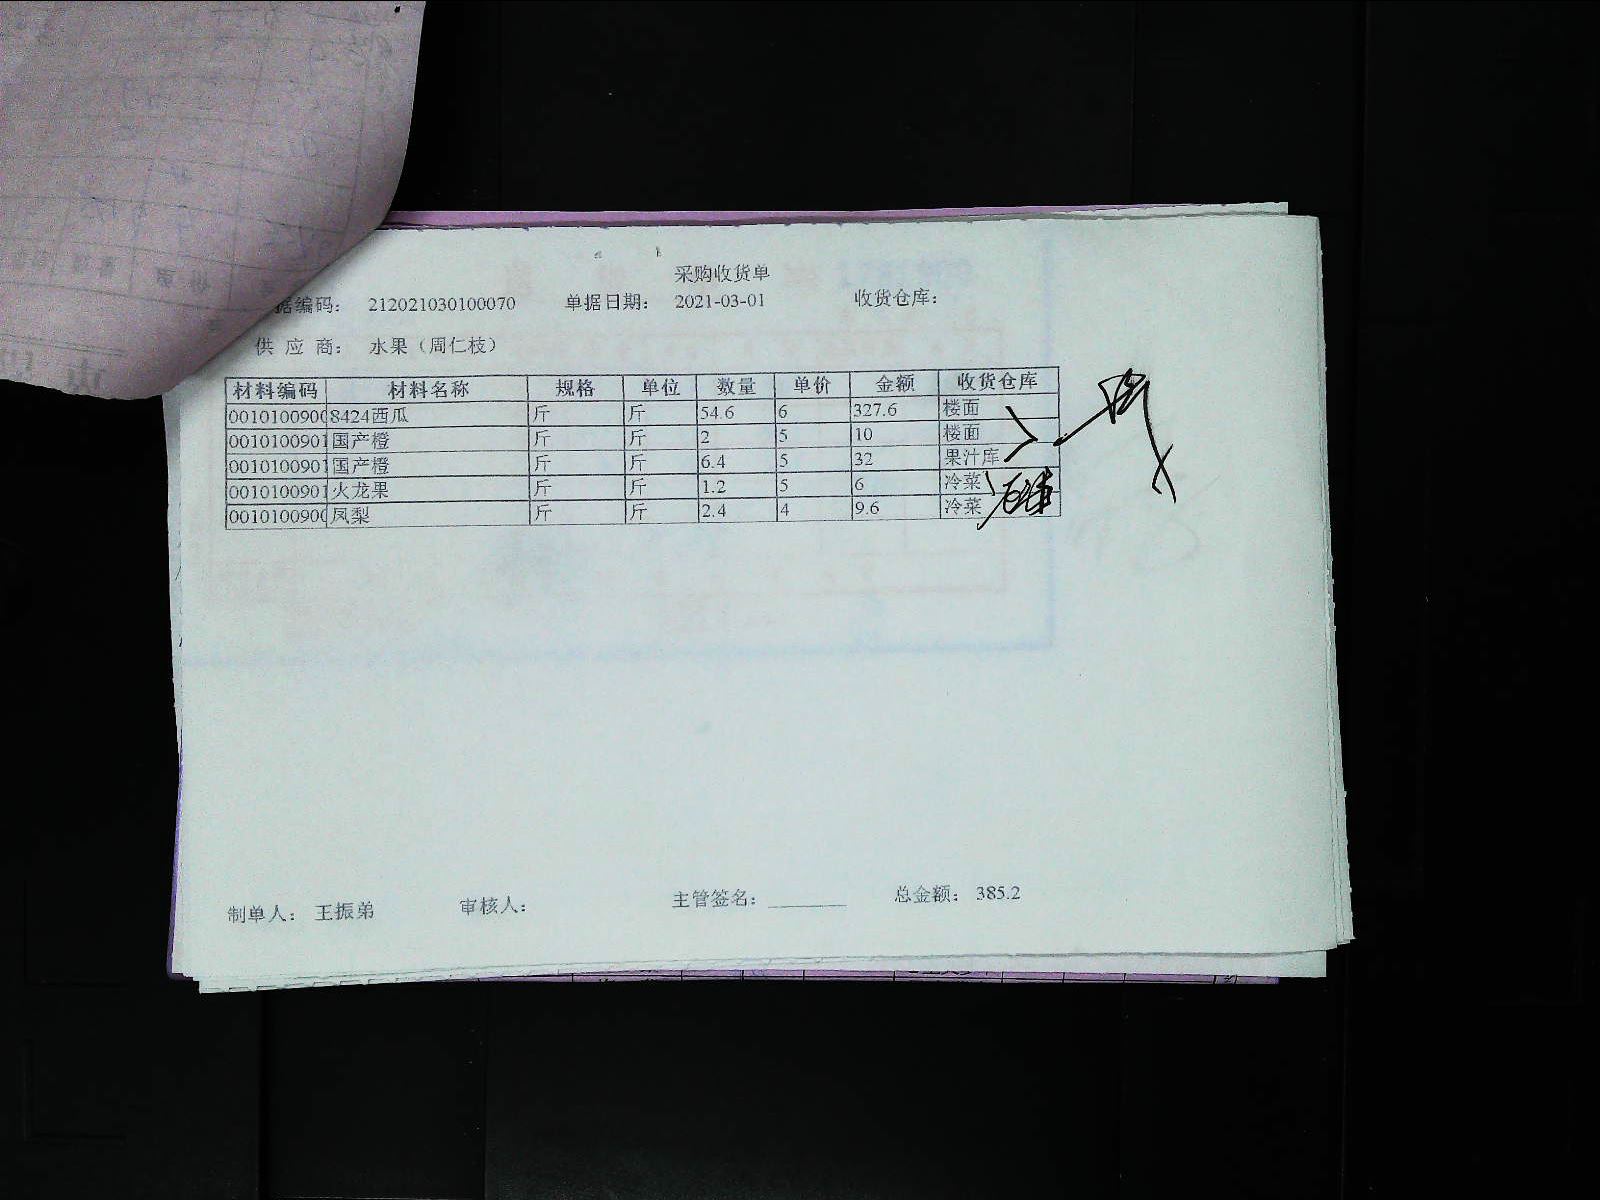 采购收货单
据编码： 212021030100070 单据日期： 2021-03-01 收货仓库：
供 应 商： 水果（周仁枝）
材料编码 材料名称 规格 单位 数量 单价 金额 收货仓库
0010100900 8424西瓜 斤 斤 54.6 6 327.6 楼面
0010100901 国产橙 斤 斤 2 5 10 楼面
0010100901 国产橙 斤 斤 6.4 5 32 果汁库
0010100901 火龙果 斤 斤 1.2 5 6 冷菜
0010100900 凤梨 斤 斤 2.4 4 9.6 冷菜
制单人： 王振弟 审核人： 主管签名： 总金额： 385.2